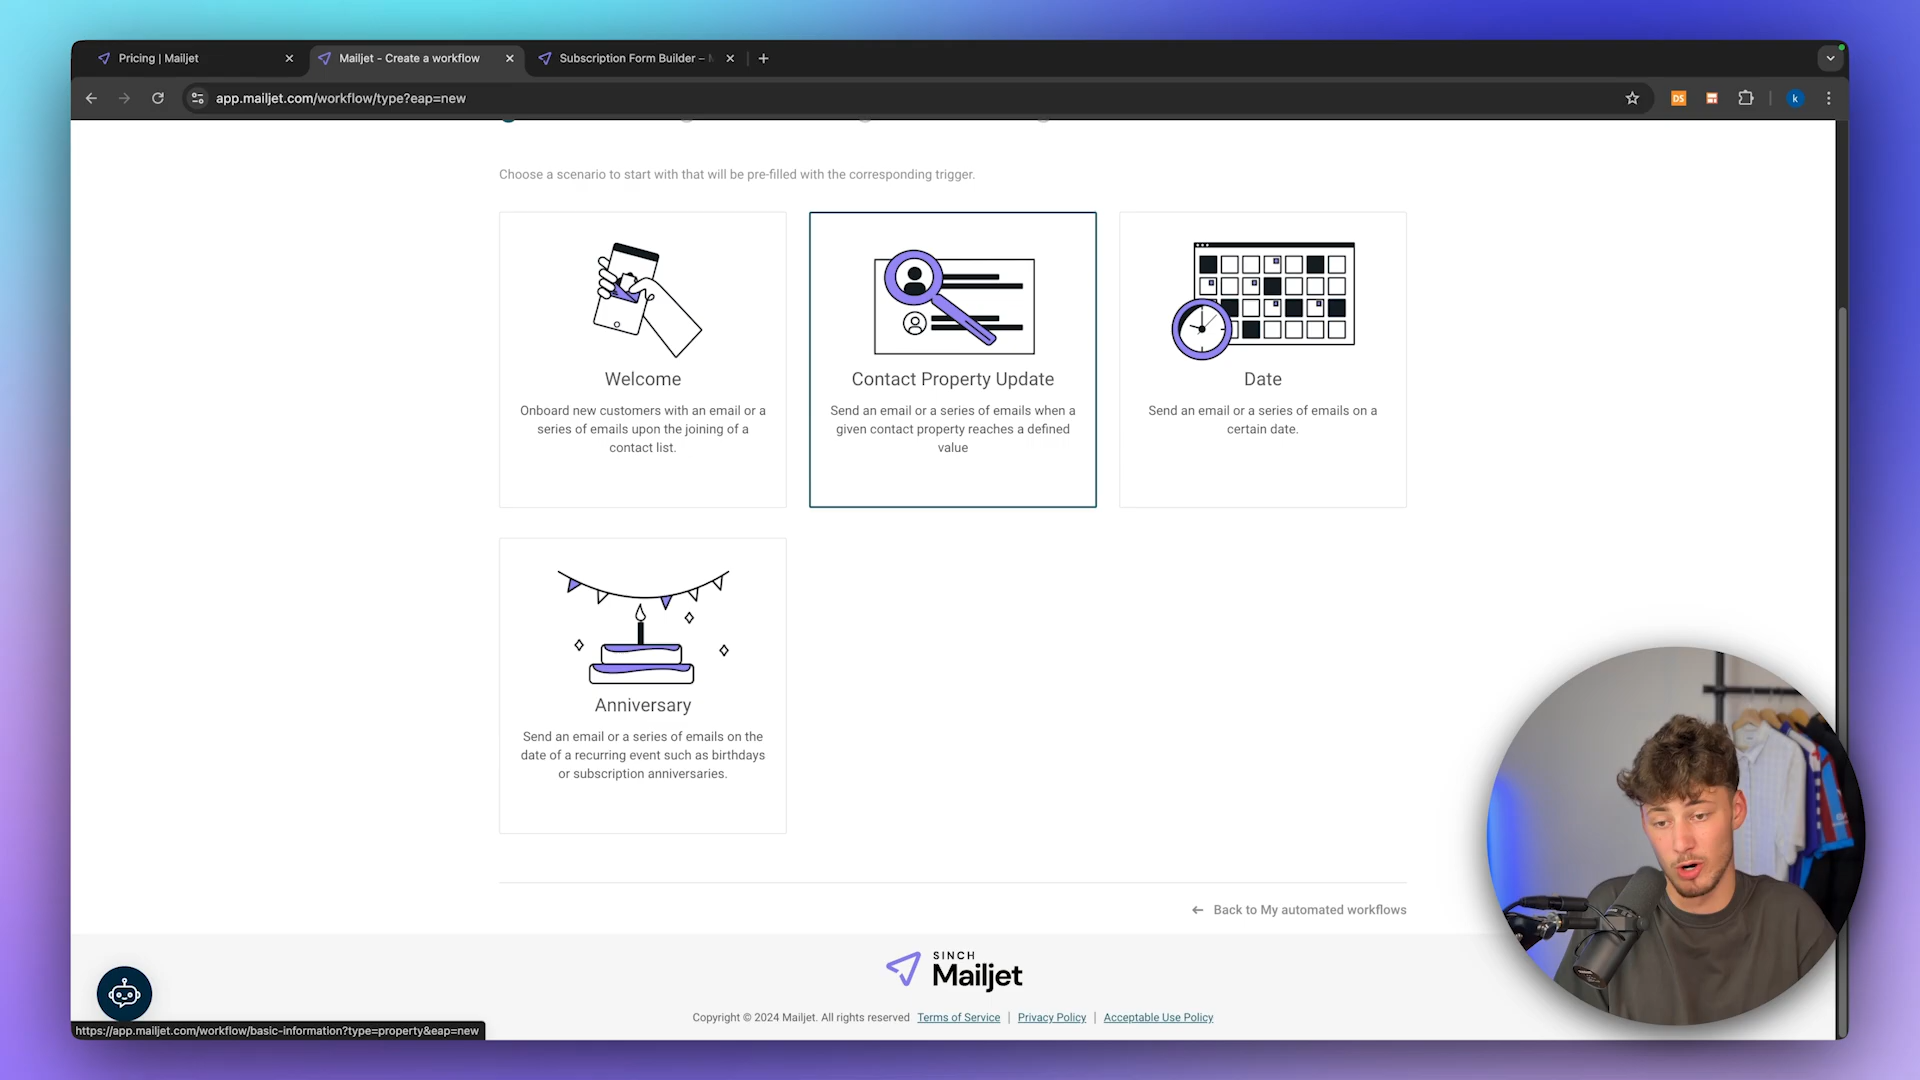 Pricing | Mailjet
Mailjet - Create a workflow
Subscription Form Builder –
app.mailjet.com/workflow/type?eap=new
DS
k
Choose a scenario to start with that will be pre-filled with the corresponding trigger.
Welcome
Onboard new customers with an email or a
series of emails upon the joining of a
contact list.
Contact Property Update
Send an email or a series of emails when a
given contact property reaches a defined
value
Date
Send an email or a series of emails on a
certain date.
Anniversary
Send an email or a series of emails on the
date of a recurring event such as birthdays
or subscription anniversaries.
Back to My automated workflows
SINCH
Mailjet
Copyright © 2024 Mailjet. All rights reserved Terms of Service | Privacy Policy | Acceptable Use Policy
https://app.mailjet.com/workflow/basic-information?type=property&eap=new